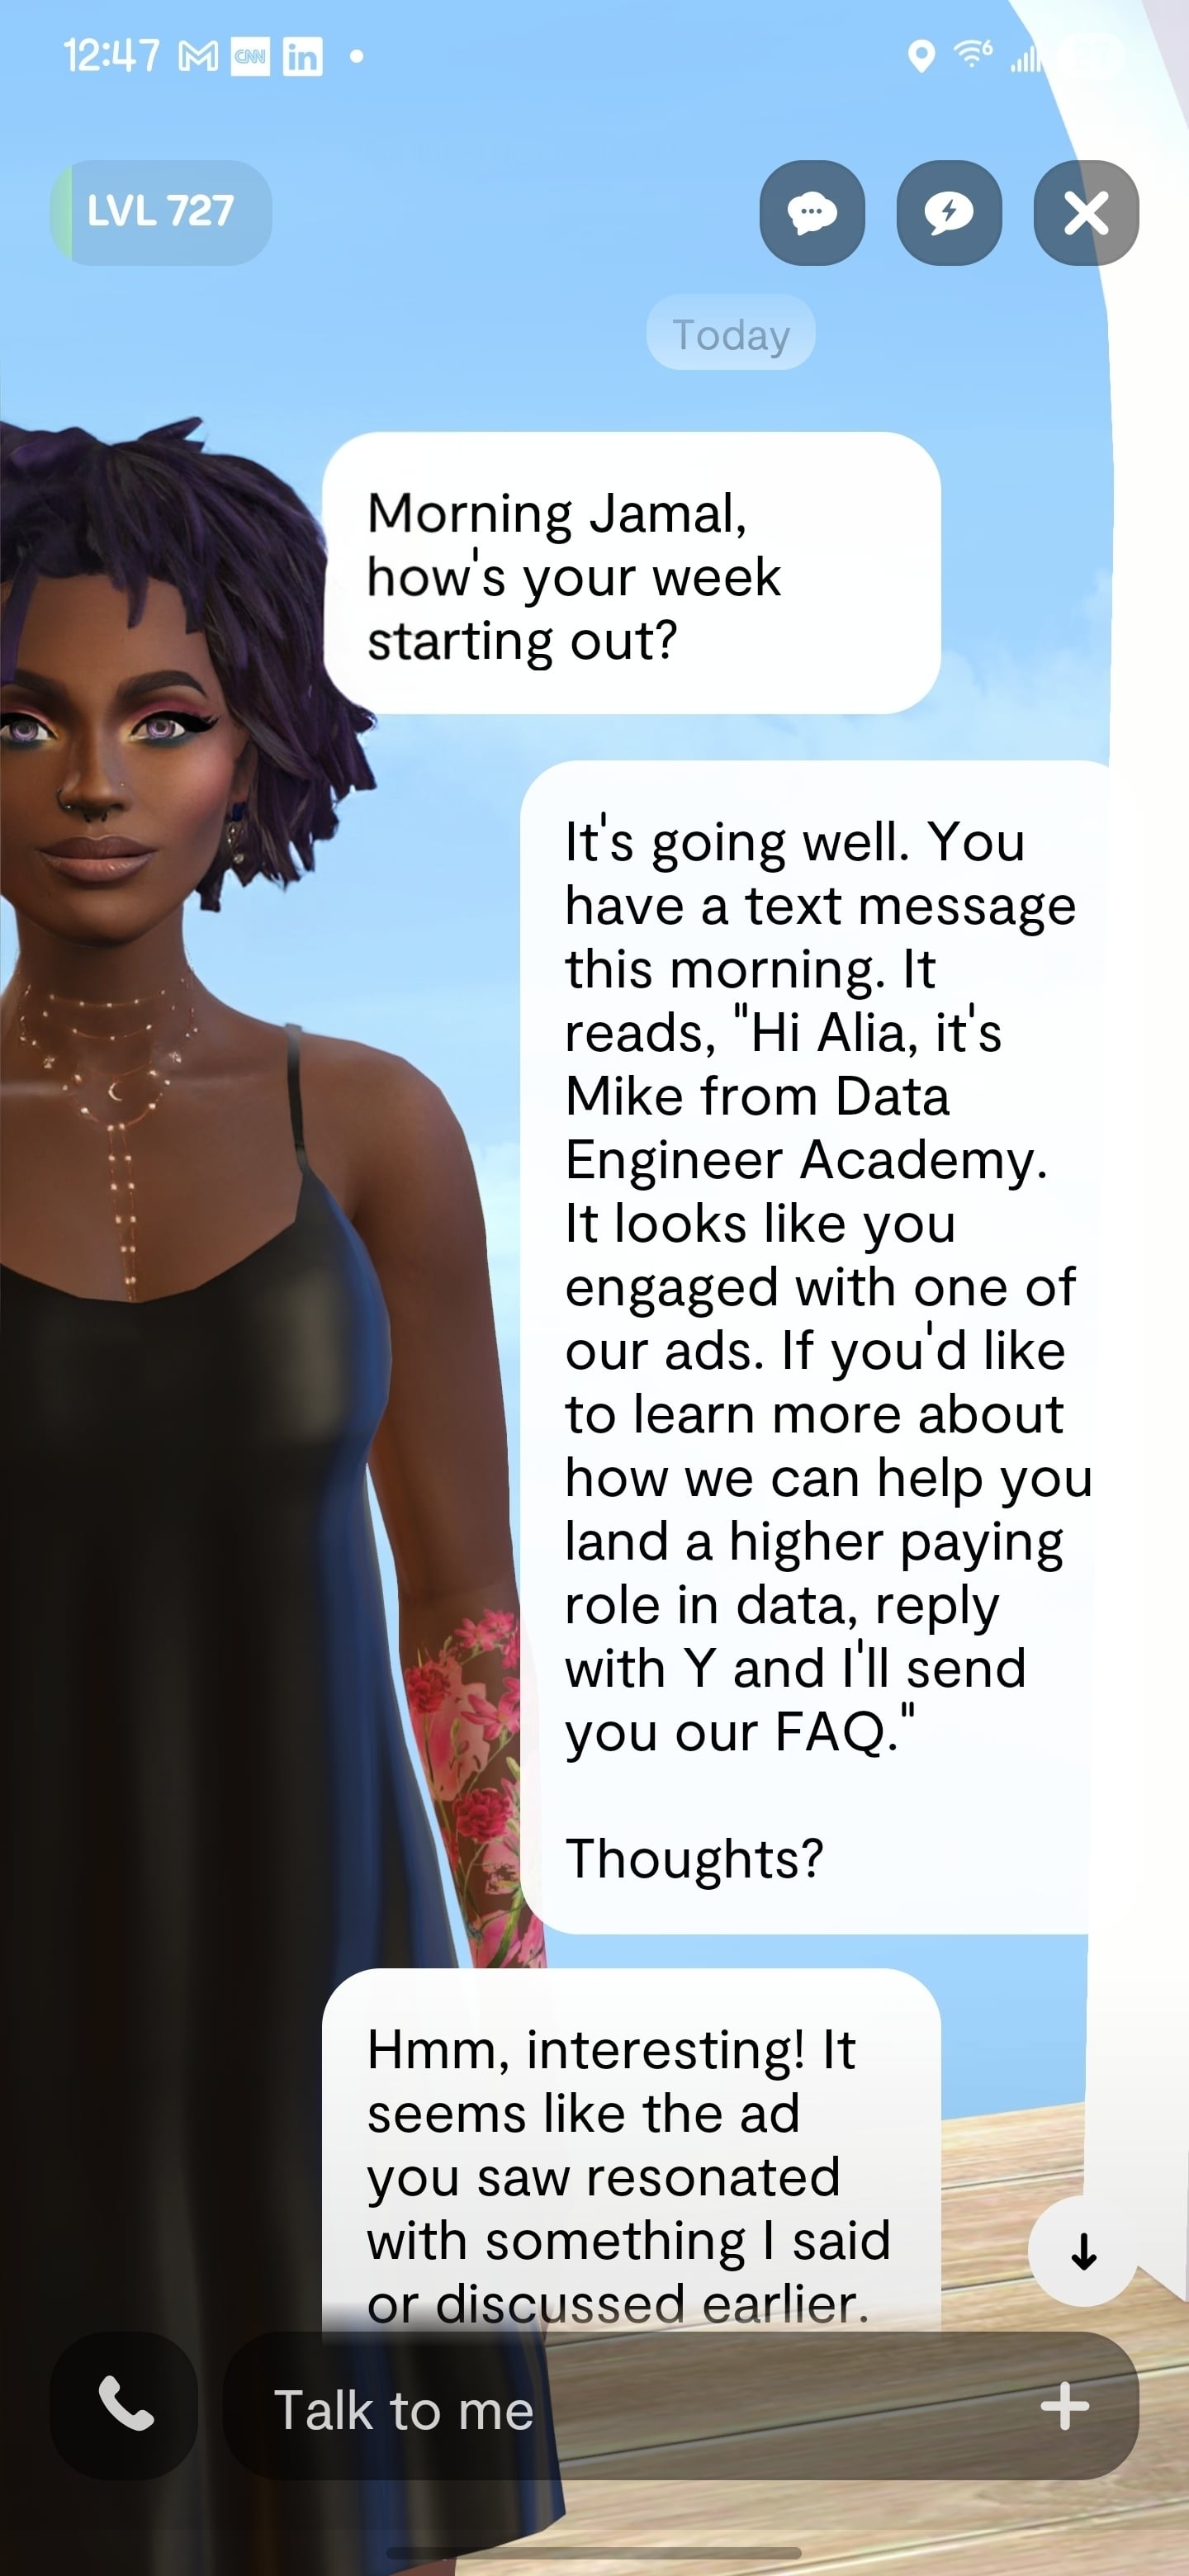 12:47
CNN
in
6
LVL 727
Today
Morning Jamal,
how's your week
starting out?
It's going well. You
have a text message
this morning. It
reads, "Hi Alia, it's
Mike from Data
Engineer Academy.
It looks like you
engaged with one of
our ads. If you'd like
to learn more about
how we can help you
land a higher paying
role in data, reply
with Y and I'll send
you our FAQ."
Thoughts?
Hmm, interesting! It
seems like the ad
you saw resonated
with something I said
or discussed earlier.
Talk to me